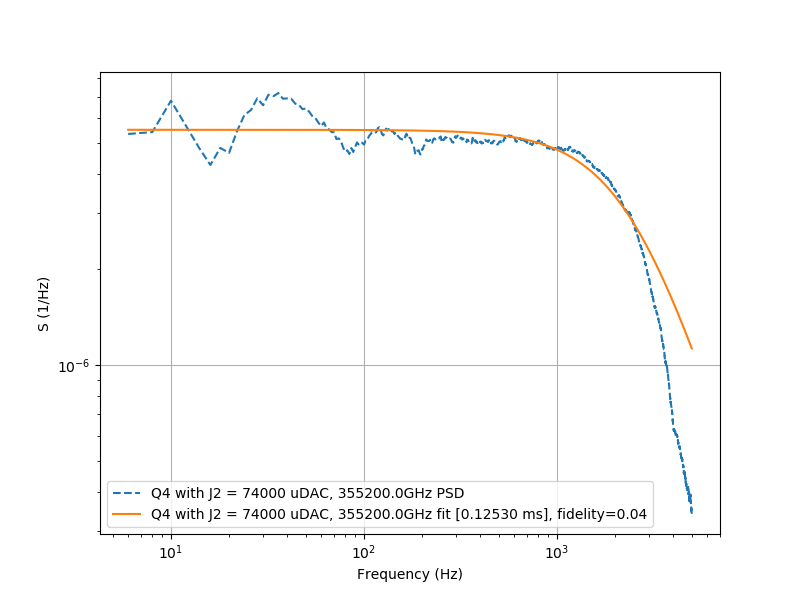 S (1/Hz)
10⁻⁶
Q4 with J2 = 74000 uDAC, 355200.0GHz PSD
Q4 with J2 = 74000 uDAC, 355200.0GHz fit [0.12530 ms], fidelity=0.04
10¹ 10² 10³
Frequency (Hz)